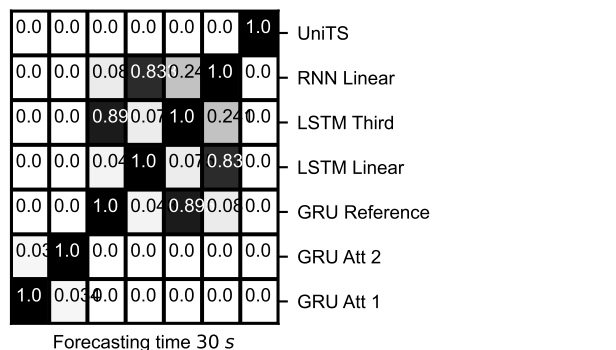 0.0 0.0 0.0 0.0 0.0 0.0 1.0 UniTS
0.0 0.0 0.08 0.83 0.24 1.0 0.0 RNN Linear
0.0 0.0 0.89 0.07 1.0 0.241 0.0 LSTM Third
0.0 0.0 0.04 1.0 0.07 0.83 0.0 LSTM Linear
0.0 0.0 1.0 0.04 0.89 0.08 0.0 GRU Reference
0.03 1.0 0.0 0.0 0.0 0.0 0.0 GRU Att 2
1.0 0.034 0.0 0.0 0.0 0.0 0.0 GRU Att 1
Forecasting time 30 s